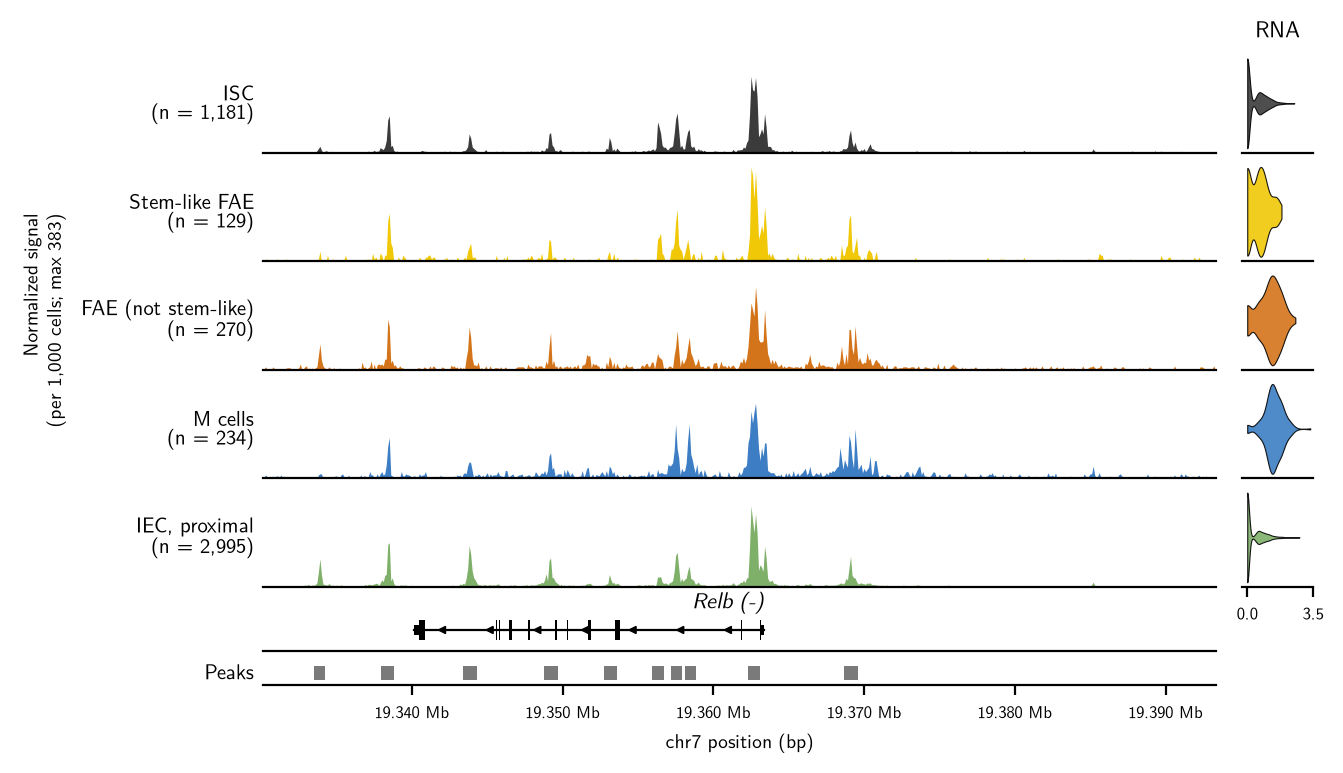 RNA
ISC
(n = 1,181)
Stem-like FAE
(n = 129)
Normalized signal
(per 1,000 cells; max 383)
FAE (not stem-like)
(n = 270)
M cells
(n = 234)
IEC, proximal
(n = 2,995)
Relb (-)
0.0 3.5
Peaks
19.340 Mb 19.350 Mb 19.360 Mb 19.370 Mb 19.380 Mb 19.390 Mb
chr7 position (bp)